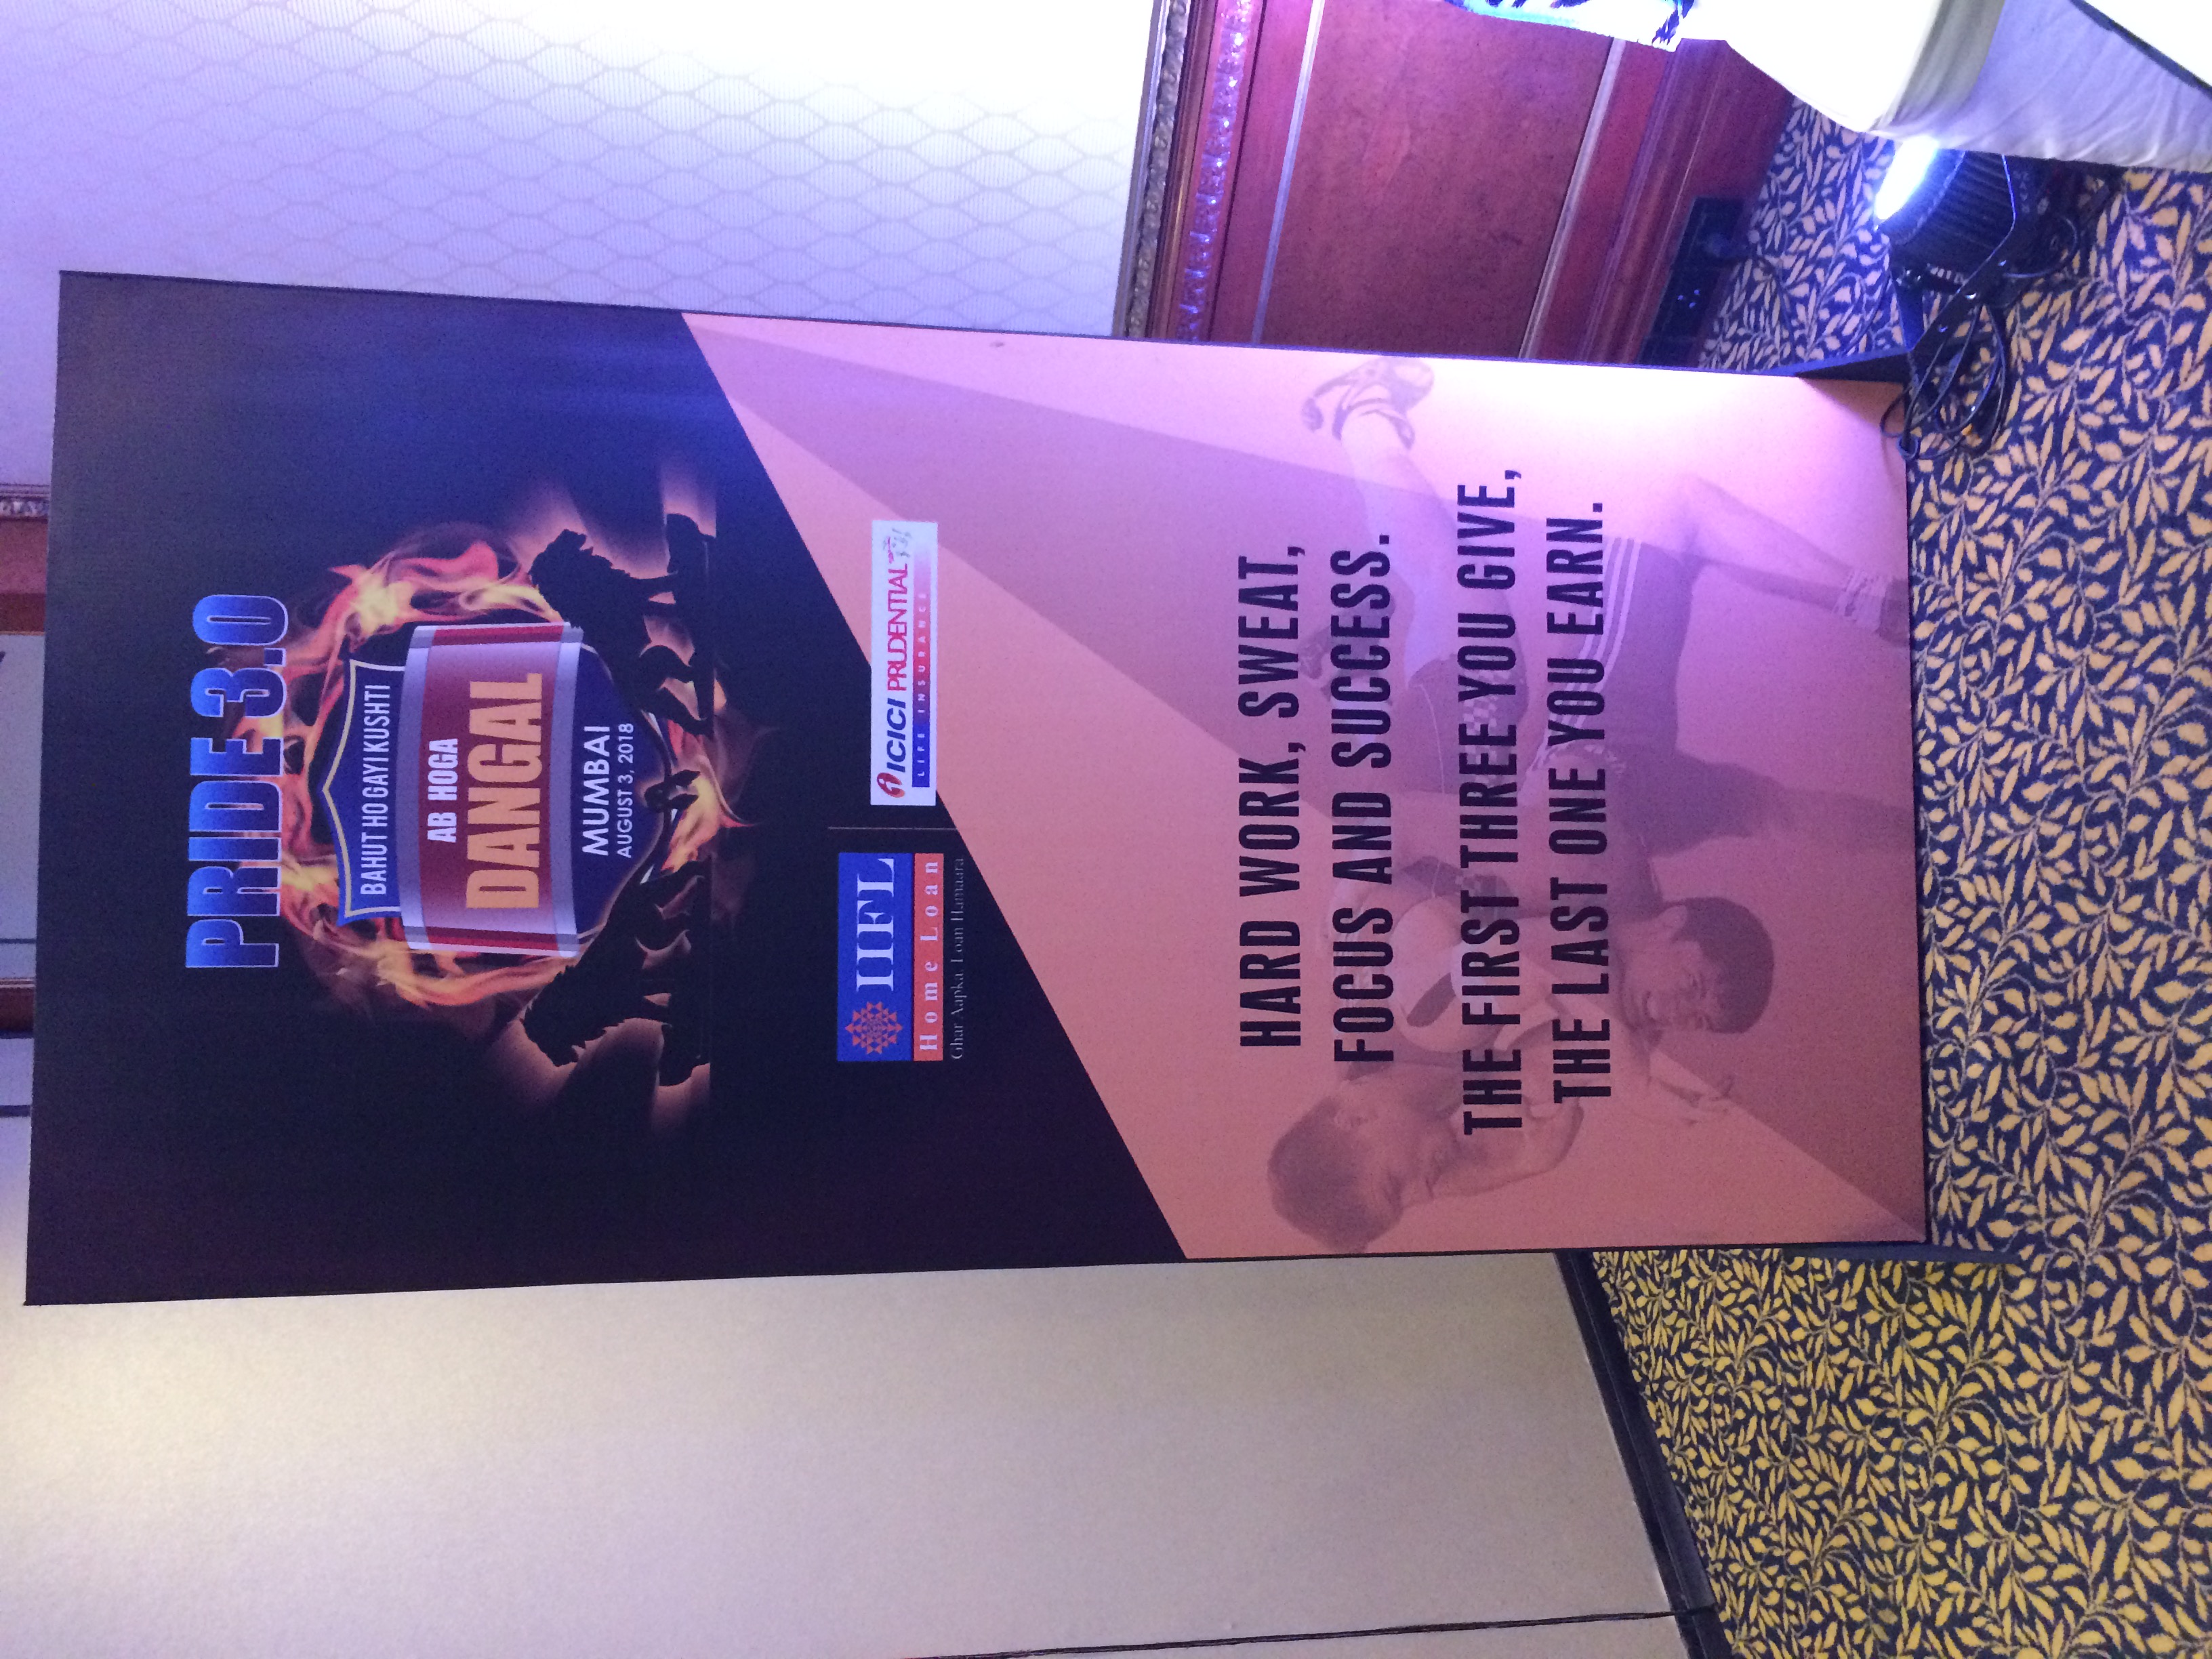 PRIDE 3.0
BAHUT HO GAYI KUSHTI
AB HOGA
DANGAL
MUMBAI
AUGUST 3, 2018
IIFL
Home Loan
Ghar Aapka. Loan Hamaara
ICICI PRUDENTIAL
LIFE INSURANCE
HARD WORK, SWEAT,
FOCUS AND SUCCESS.
THE FIRST THREE YOU GIVE,
THE LAST ONE YOU EARN.